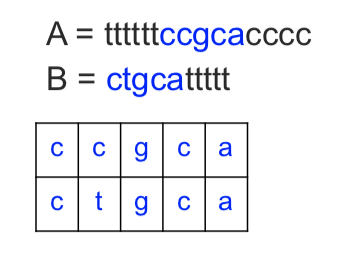 A = ttttttccgcacccc
B = ctgcattttt
c c g c a
c t g c a